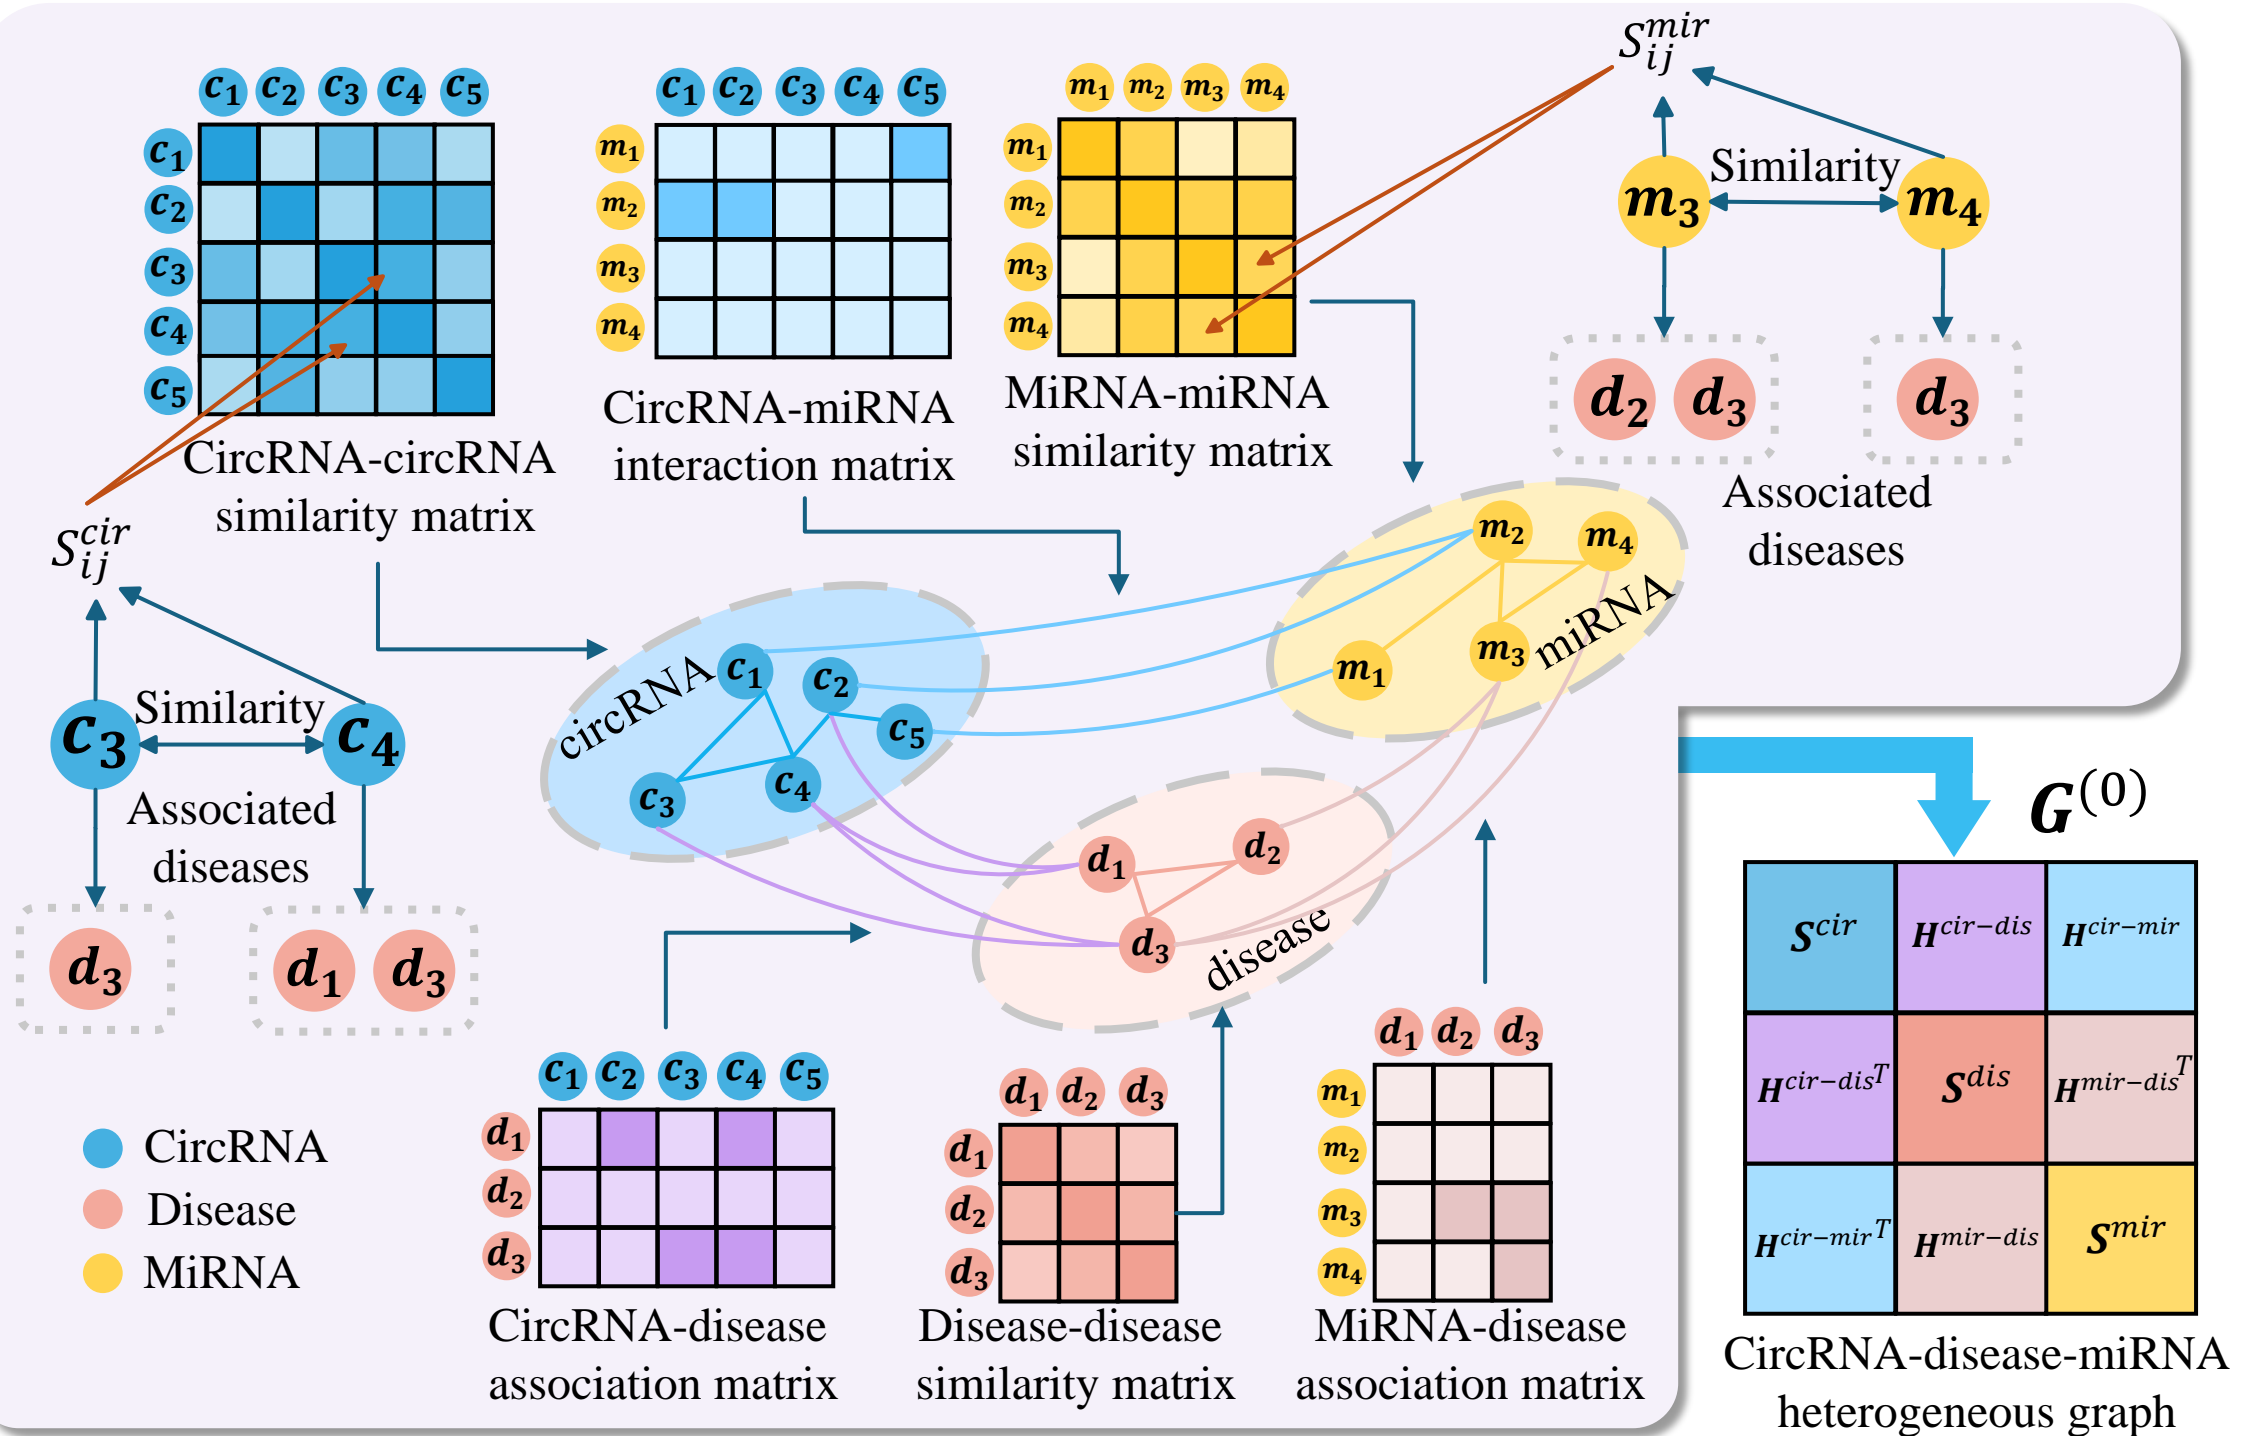 S_{ij}^{mir}
c₁ c₂ c₃ c₄ c₅
c₁
c₂
c₃
c₄
c₅
CircRNA-circRNA
similarity matrix
c₁ c₂ c₃ c₄ c₅
m₁
m₂
m₃
m₄
CircRNA-miRNA
interaction matrix
m₁ m₂ m₃ m₄
m₁
m₂
m₃
m₄
MiRNA-miRNA
similarity matrix
Similarity
m₃ m₄
d₂ d₃ d₃
Associated
diseases
S_{ij}^{cir}
Similarity
c₃ c₄
Associated
diseases
d₃ d₁ d₃
circRNA
c₁ c₂
c₅
c₃ c₄
m₂ m₄
m₁ m₃
miRNA
d₁ d₂
d₃
disease
c₁ c₂ c₃ c₄ c₅
d₁
d₂
d₃
CircRNA-disease
association matrix
d₁ d₂ d₃
d₁
d₂
d₃
Disease-disease
similarity matrix
d₁ d₂ d₃
m₁
m₂
m₃
m₄
MiRNA-disease
association matrix
CircRNA
Disease
MiRNA
G^{(0)}
S^{cir} H^{cir−dis} H^{cir−mir}
H^{cir−dis^T} S^{dis} H^{mir−dis^T}
H^{cir−mir^T} H^{mir−dis} S^{mir}
CircRNA-disease-miRNA
heterogeneous graph